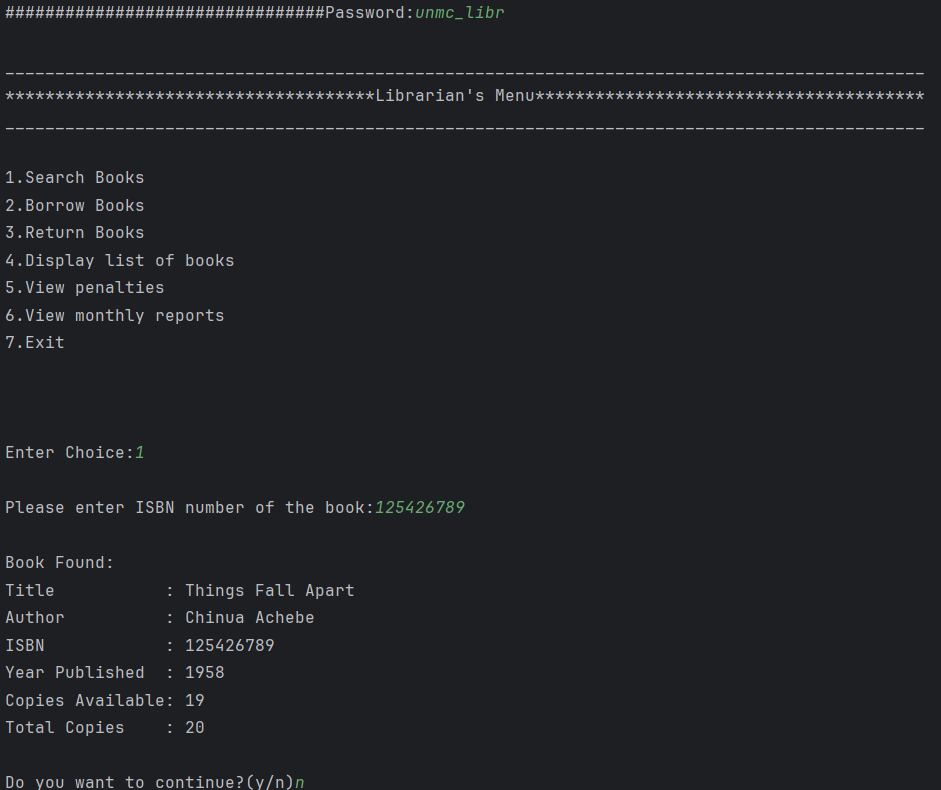 ################################Password:unmc_libr
--------------------------------------------------------------------------------------------
*************************************Librarian's Menu***************************************
--------------------------------------------------------------------------------------------
1.Search Books
2.Borrow Books
3.Return Books
4.Display list of books
5.View penalties
6.View monthly reports
7.Exit
Enter Choice:1
Please enter ISBN number of the book:125426789
Book Found:
Title           : Things Fall Apart
Author          : Chinua Achebe
ISBN            : 125426789
Year Published  : 1958
Copies Available: 19
Total Copies    : 20
Do you want to continue?(y/n)n